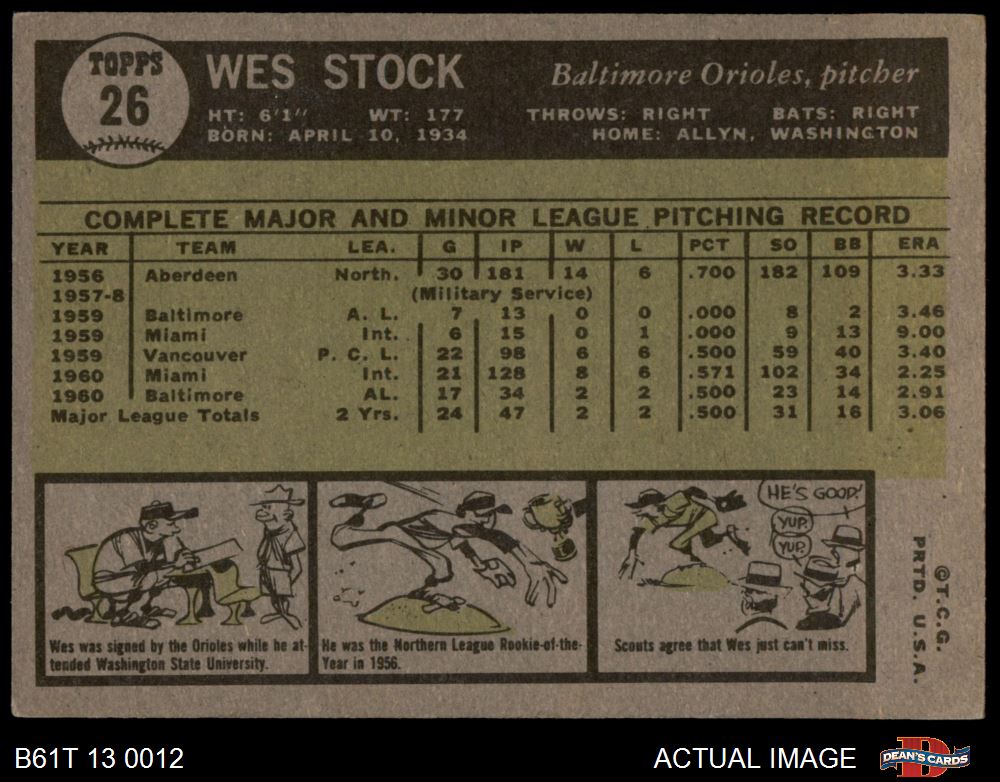 TOPPS
26
WES STOCK
Baltimore Orioles, pitcher
HT: 6'1" WT: 177 THROWS: RIGHT BATS: RIGHT
BORN: APRIL 10, 1934 HOME: ALLYN, WASHINGTON
COMPLETE MAJOR AND MINOR LEAGUE PITCHING RECORD
YEAR TEAM LEA. G IP W L PCT SO BB ERA
1956 Aberdeen North. 30 181 14 6 .700 182 109 3.33
1957-8 (Military Service)
1959 Baltimore A. L. 7 13 0 0 .000 8 2 3.46
1959 Miami Int. 6 15 0 1 .000 9 13 9.00
1959 Vancouver P. C. L. 22 98 6 6 .500 59 40 3.40
1960 Miami Int. 21 128 8 6 .571 102 34 2.25
1960 Baltimore AL. 17 34 2 2 .500 23 14 2.91
Major League Totals 2 Yrs. 24 47 2 2 .500 31 16 3.06
Wes was signed by the Orioles while he at-
tended Washington State University.
He was the Northern League Rookie-of-the-
Year in 1956.
HE'S GOOD!
YUP.
YUP.
Scouts agree that Wes just can't miss.
©T.C.G.
PRTD. U.S.A.
B61T 13 0012
ACTUAL IMAGE
DEAN'S CARDS